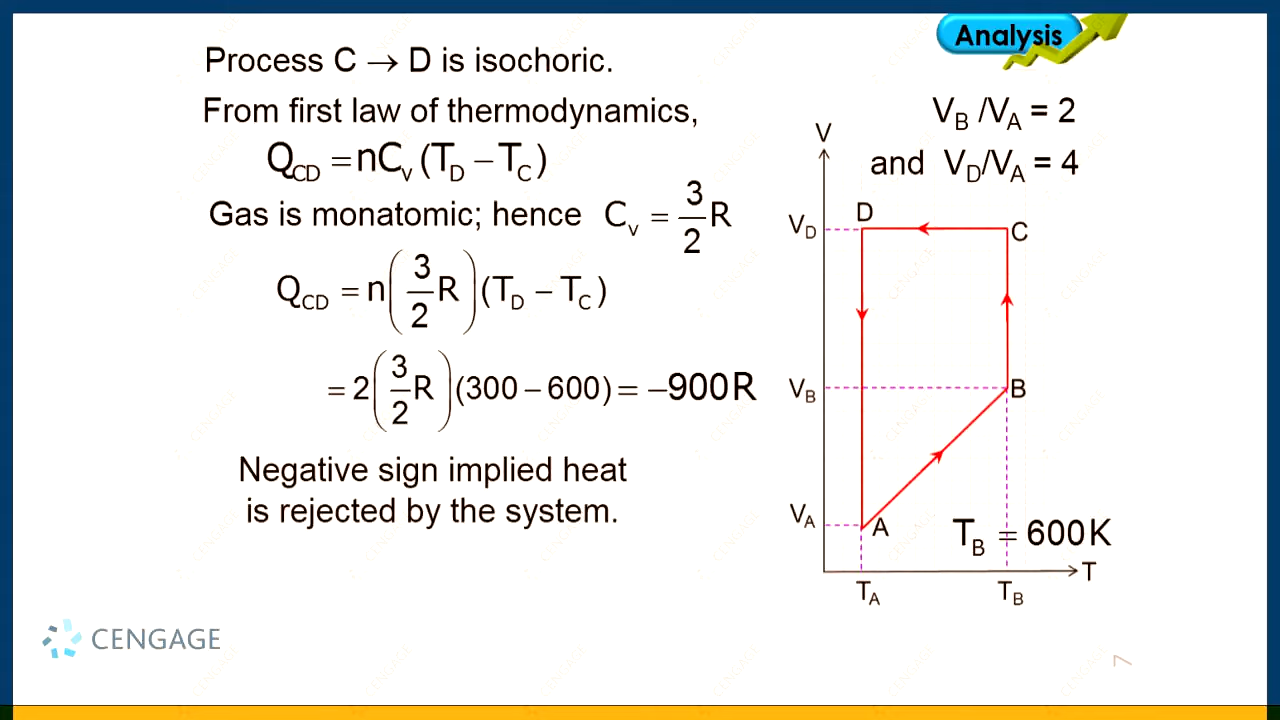 Analysis
Process C → D is isochoric.
From first law of thermodynamics,
Q_CD = nC_v (T_D − T_C)
Gas is monatomic; hence C_v = 3/2 R
Q_CD = n(3/2 R)(T_D − T_C)
= 2(3/2 R)(300 − 600) = −900R
Negative sign implied heat
is rejected by the system.
V_B /V_A = 2
and V_D/V_A = 4
V
D
V_D
C
V_B
B
V_A
A
T_B = 600K
T
T_A
T_B
CENGAGE
7